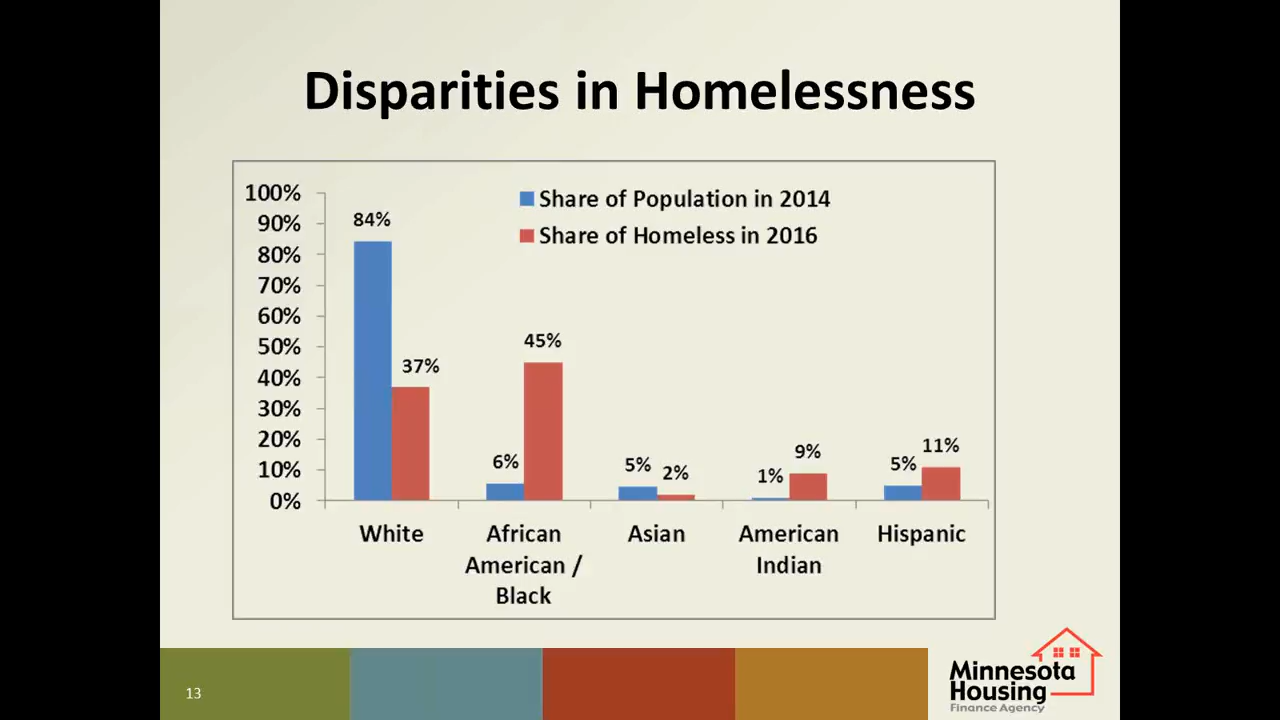 Disparities in Homelessness
Share of Population in 2014
Share of Homeless in 2016
100%
90%
80%
70%
60%
50%
40%
30%
20%
10%
0%
84%
37%
6%
45%
5%
2%
1%
9%
5%
11%
White
African
American /
Black
Asian
American
Indian
Hispanic
13
Minnesota
Housing
Finance Agency